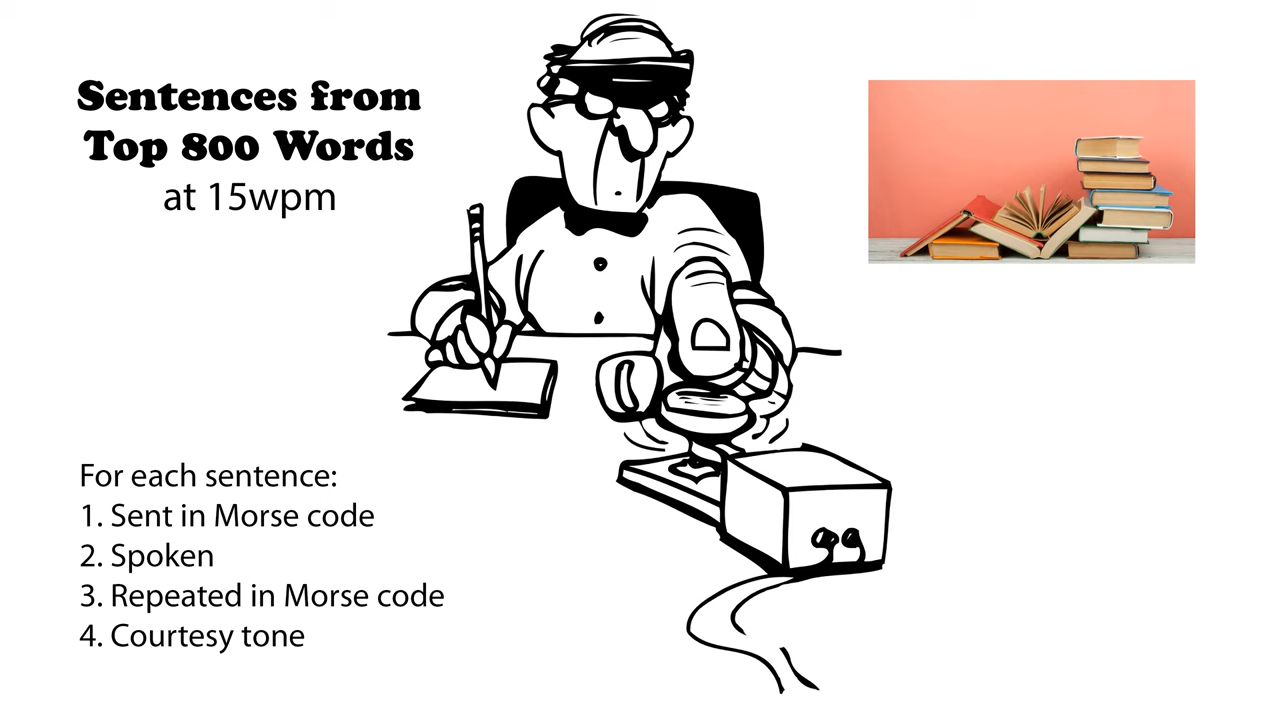 Sentences from
Top 800 Words
at 15wpm
For each sentence:
1. Sent in Morse code
2. Spoken
3. Repeated in Morse code
4. Courtesy tone